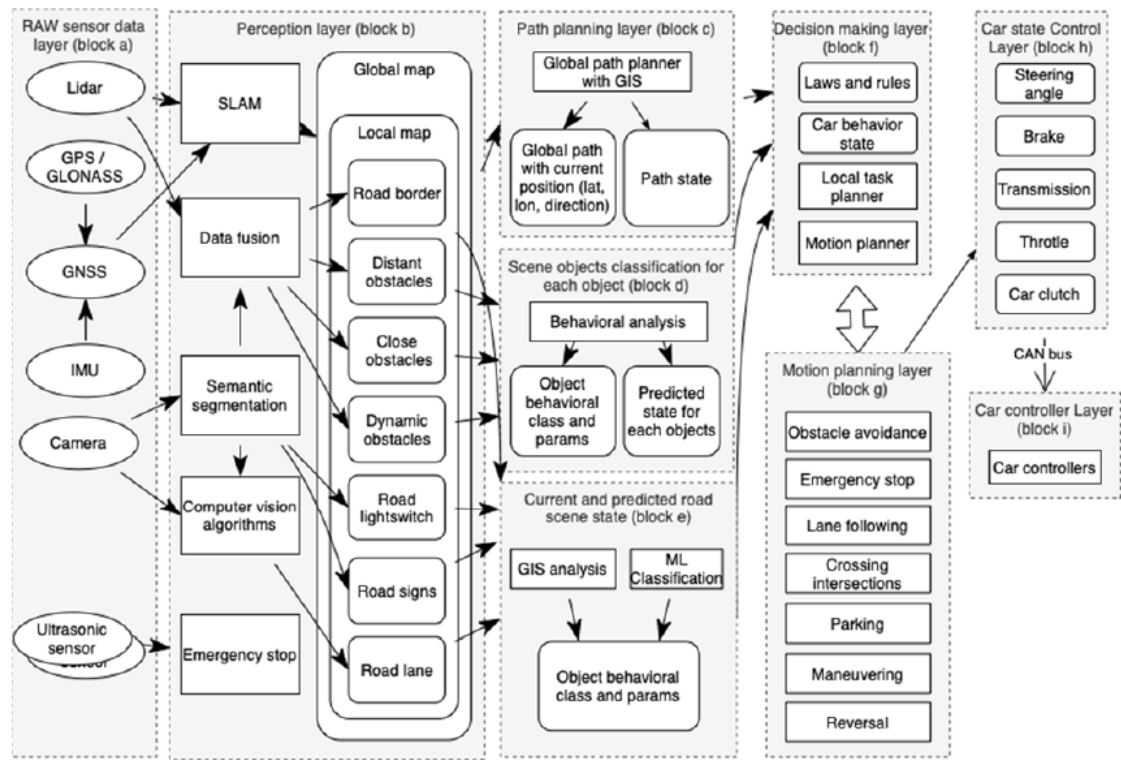 RAW sensor data
layer (block a)
Lidar
GPS /
GLONASS
GNSS
IMU
Camera
Ultrasonic
sensor
sensor
Perception layer (block b)
SLAM
Data fusion
Semantic
segmentation
Computer vision
algorithms
Emergency stop
Global map
Local map
Road border
Distant
obstacles
Close
obstacles
Dynamic
obstacles
Road
lightswitch
Road signs
Road lane
Path planning layer (block c)
Global path planner
with GIS
Global path
with current
position (lat,
lon, direction)
Path state
Scene objects classification for
each object (block d)
Behavioral analysis
Object
behavioral
class and
params
Predicted
state for
each objects
Current and predicted road
scene state (block e)
GIS analysis
ML
Classification
Object behavioral
class and params
Decision making layer
(block f)
Laws and rules
Car behavior
state
Local task
planner
Motion planner
Motion planning layer
(block g)
Obstacle avoidance
Emergency stop
Lane following
Crossing
intersections
Parking
Maneuvering
Reversal
Car state Control
Layer (block h)
Steering
angle
Brake
Transmission
Throttle
Car clutch
CAN bus
Car controller Layer
(block i)
Car controllers